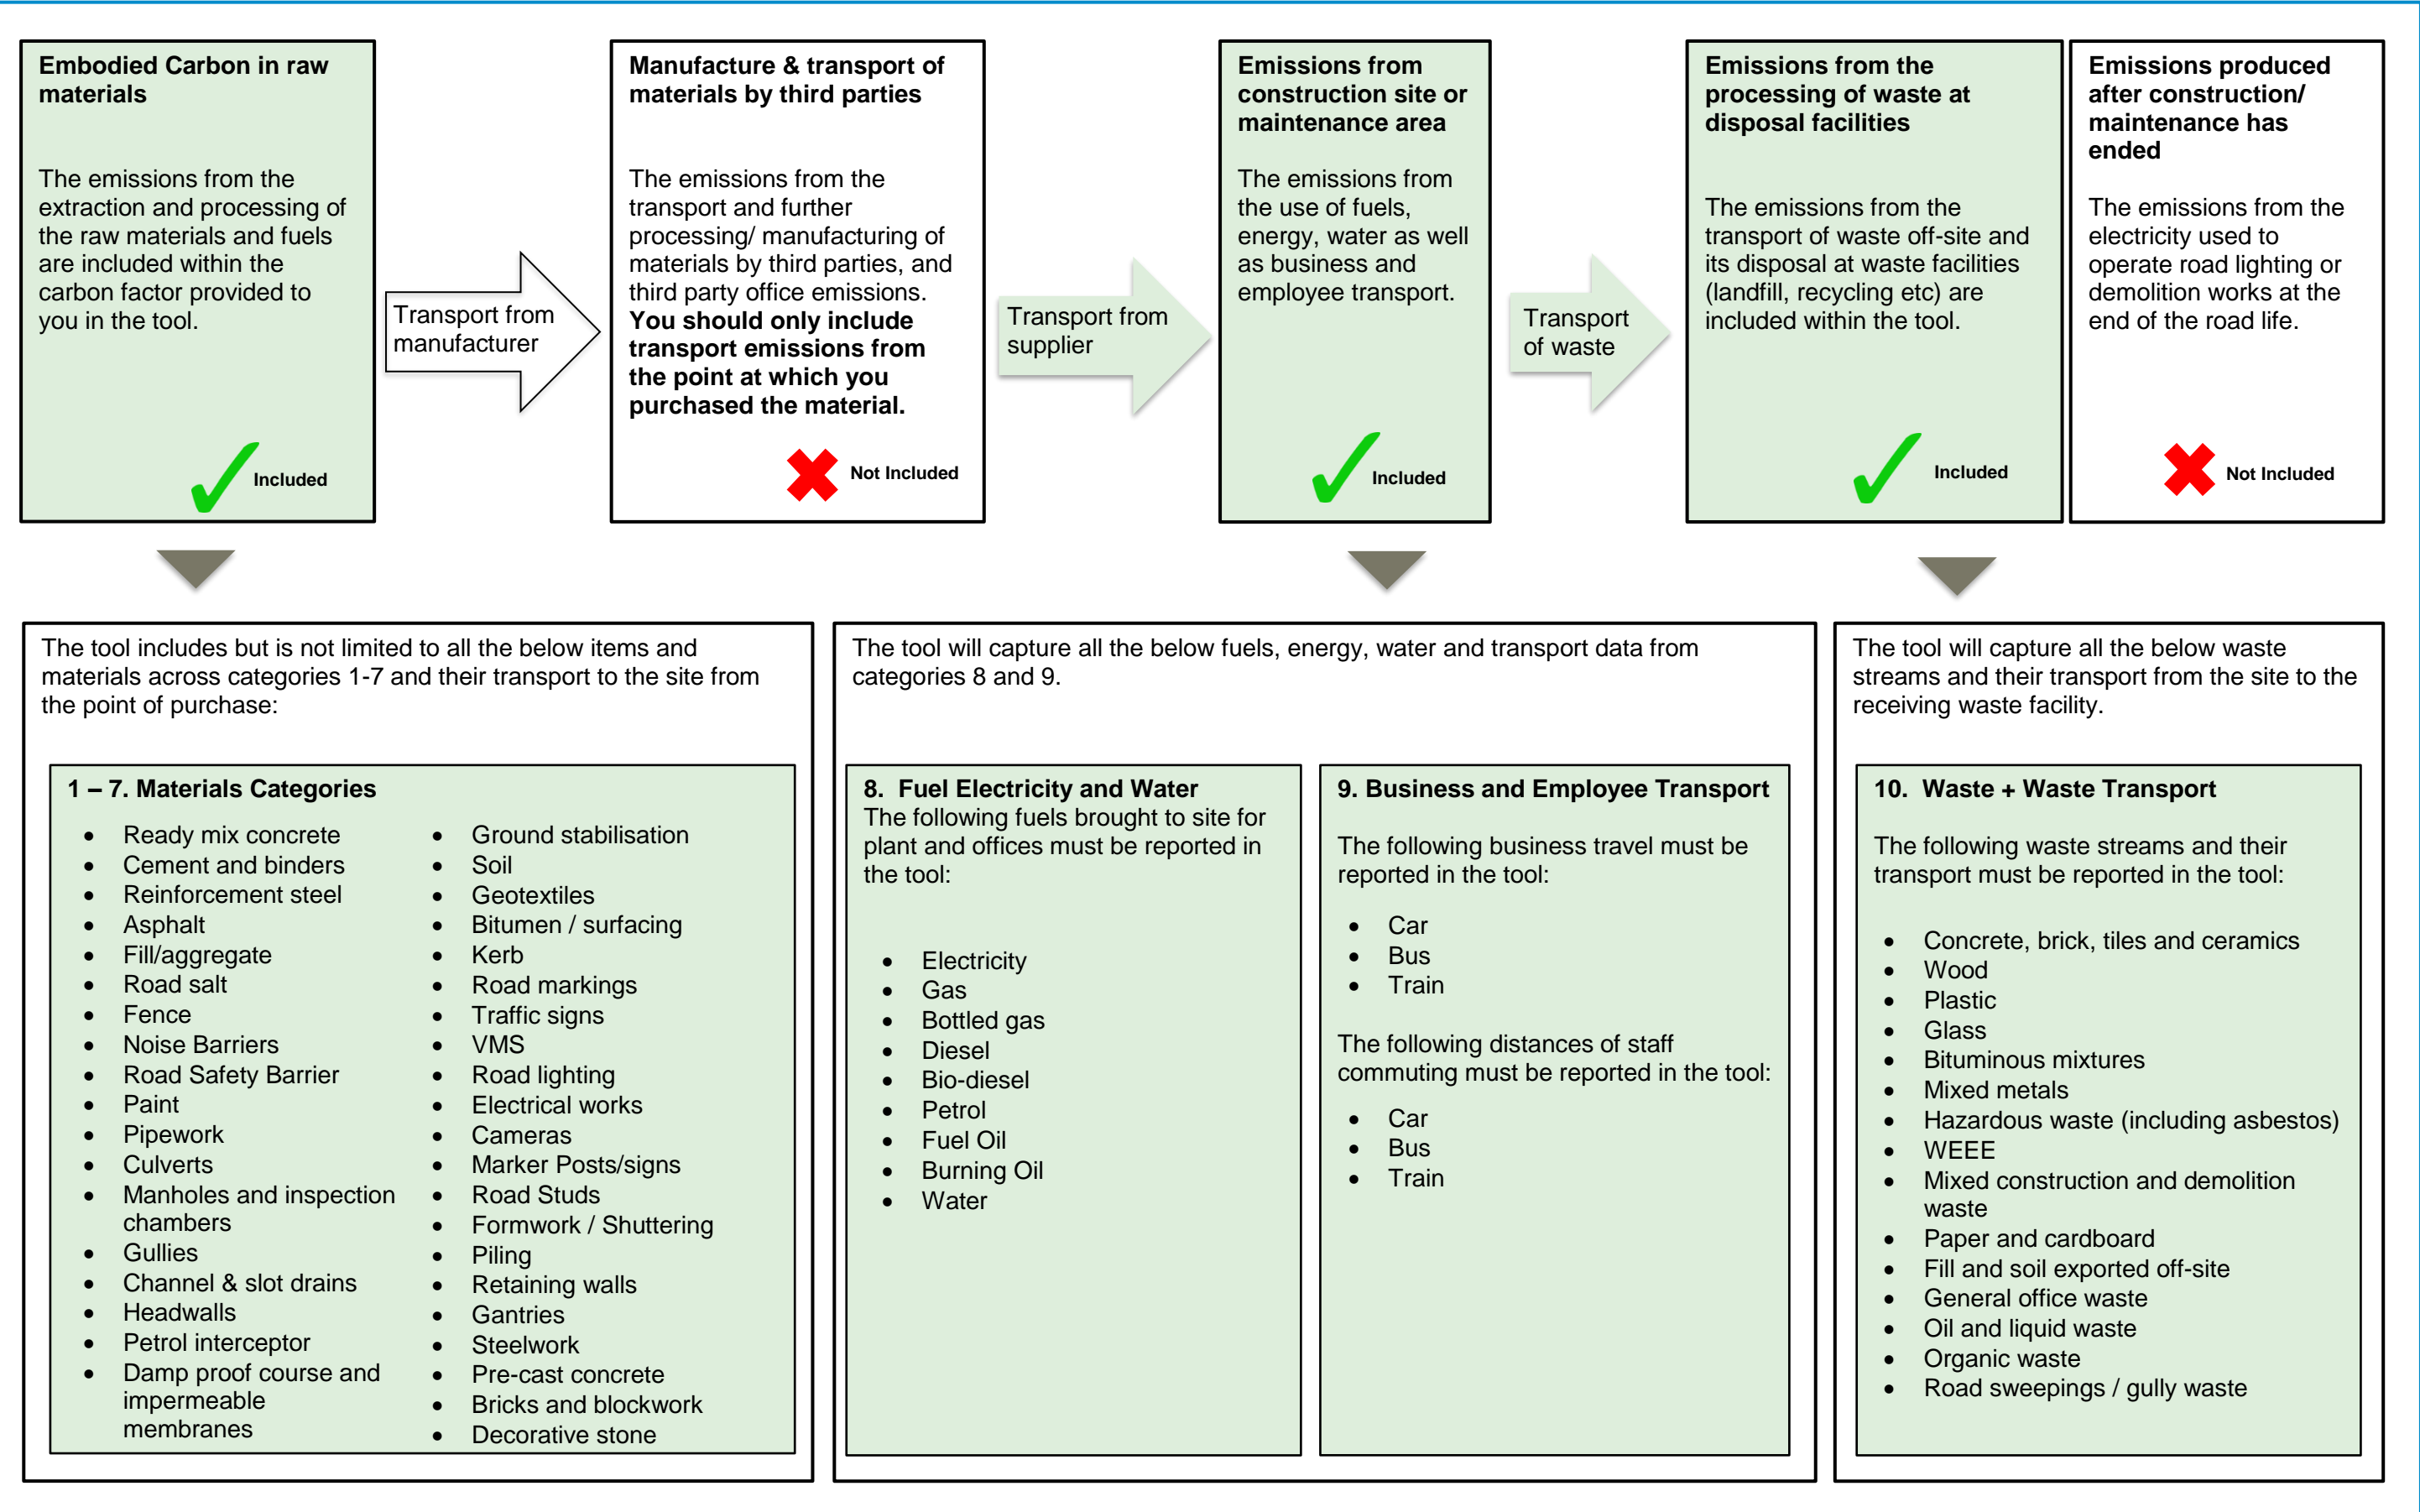 Embodied Carbon in raw
materials
The emissions from the
extraction and processing of
the raw materials and fuels
are included within the
carbon factor provided to
you in the tool.
Included
Transport from
manufacturer
Manufacture & transport of
materials by third parties
The emissions from the
transport and further
processing/ manufacturing of
materials by third parties, and
third party office emissions.
You should only include
transport emissions from
the point at which you
purchased the material.
Not Included
Transport from
supplier
Emissions from
construction site or
maintenance area
The emissions from
the use of fuels,
energy, water as well
as business and
employee transport.
Included
Transport
of waste
Emissions from the
processing of waste at
disposal facilities
The emissions from the
transport of waste off-site and
its disposal at waste facilities
(landfill, recycling etc) are
included within the tool.
Included
Emissions produced
after construction/
maintenance has
ended
The emissions from the
electricity used to
operate road lighting or
demolition works at the
end of the road life.
Not Included
The tool includes but is not limited to all the below items and
materials across categories 1-7 and their transport to the site from
the point of purchase:
1 – 7. Materials Categories
• Ready mix concrete
• Cement and binders
• Reinforcement steel
• Asphalt
• Fill/aggregate
• Road salt
• Fence
• Noise Barriers
• Road Safety Barrier
• Paint
• Pipework
• Culverts
• Manholes and inspection
chambers
• Gullies
• Channel & slot drains
• Headwalls
• Petrol interceptor
• Damp proof course and
impermeable
membranes
• Ground stabilisation
• Soil
• Geotextiles
• Bitumen / surfacing
• Kerb
• Road markings
• Traffic signs
• VMS
• Road lighting
• Electrical works
• Cameras
• Marker Posts/signs
• Road Studs
• Formwork / Shuttering
• Piling
• Retaining walls
• Gantries
• Steelwork
• Pre-cast concrete
• Bricks and blockwork
• Decorative stone
The tool will capture all the below fuels, energy, water and transport data from
categories 8 and 9.
8. Fuel Electricity and Water
The following fuels brought to site for
plant and offices must be reported in
the tool:
• Electricity
• Gas
• Bottled gas
• Diesel
• Bio-diesel
• Petrol
• Fuel Oil
• Burning Oil
• Water
9. Business and Employee Transport
The following business travel must be
reported in the tool:
• Car
• Bus
• Train
The following distances of staff
commuting must be reported in the tool:
• Car
• Bus
• Train
The tool will capture all the below waste
streams and their transport from the site to the
receiving waste facility.
10. Waste + Waste Transport
The following waste streams and their
transport must be reported in the tool:
• Concrete, brick, tiles and ceramics
• Wood
• Plastic
• Glass
• Bituminous mixtures
• Mixed metals
• Hazardous waste (including asbestos)
• WEEE
• Mixed construction and demolition
waste
• Paper and cardboard
• Fill and soil exported off-site
• General office waste
• Oil and liquid waste
• Organic waste
• Road sweepings / gully waste